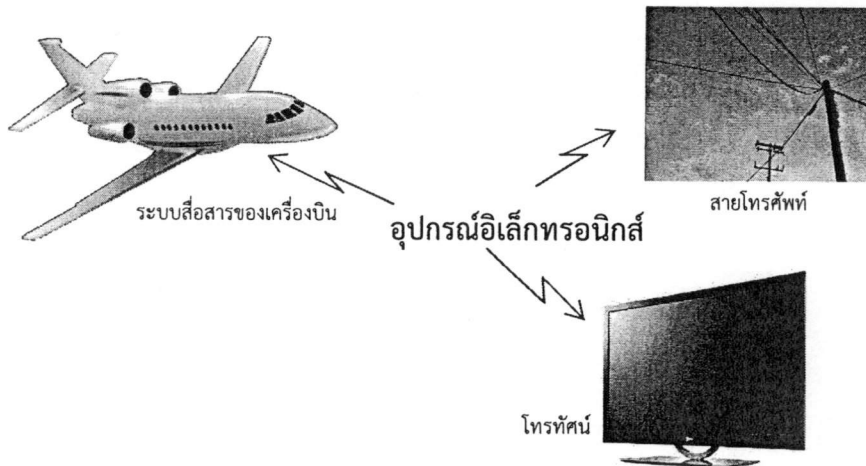 ระบบสื่อสารของเครื่องบิน
สายโทรศัพท์
อุปกรณ์อิเล็กทรอนิกส์
โทรทัศน์